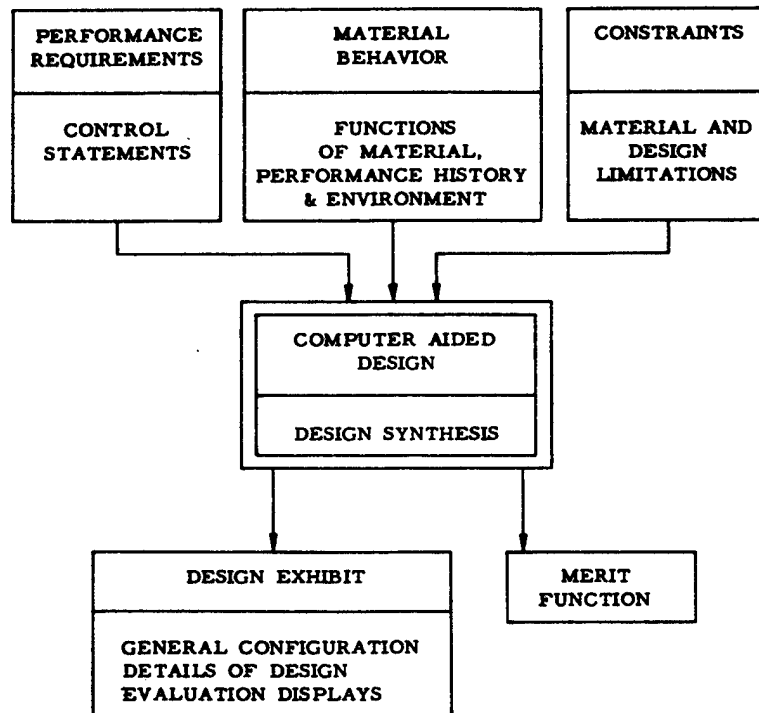 PERFORMANCE
REQUIREMENTS
CONTROL
STATEMENTS
MATERIAL
BEHAVIOR
FUNCTIONS
OF MATERIAL,
PERFORMANCE HISTORY
& ENVIRONMENT
CONSTRAINTS
MATERIAL AND
DESIGN
LIMITATIONS
COMPUTER AIDED
DESIGN
DESIGN SYNTHESIS
DESIGN EXHIBIT
GENERAL CONFIGURATION
DETAILS OF DESIGN
EVALUATION DISPLAYS
MERIT
FUNCTION